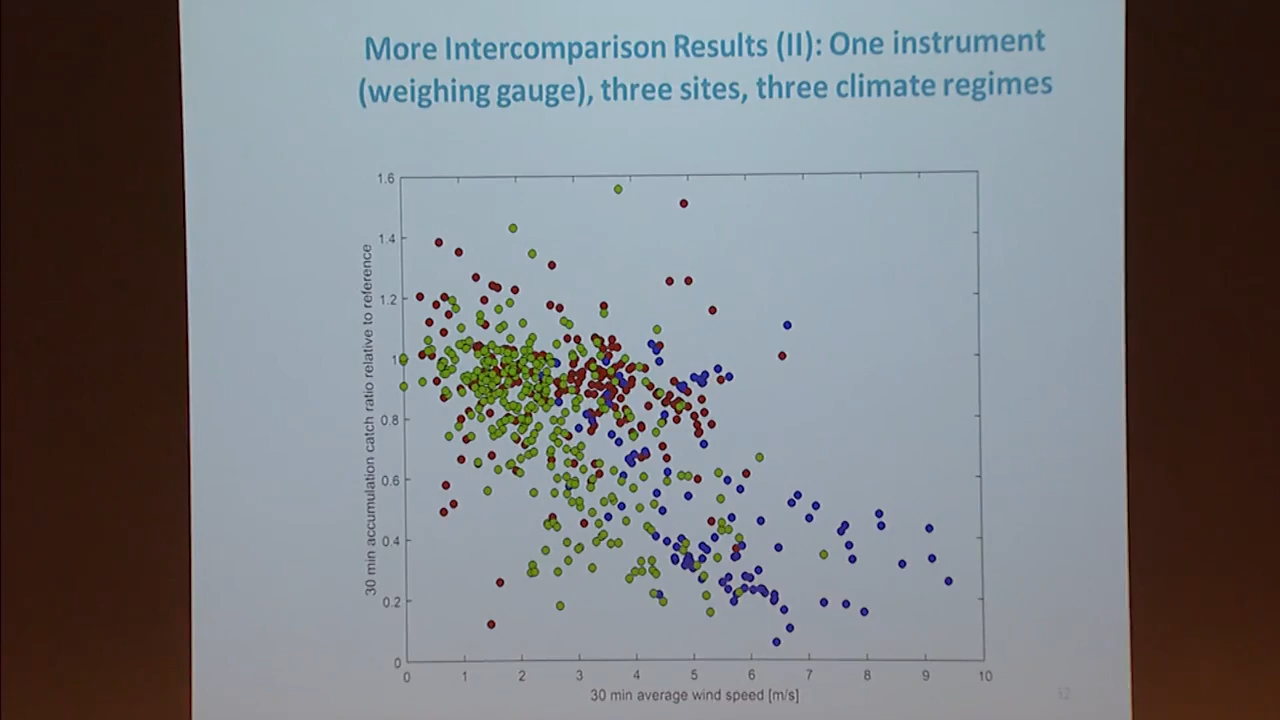 More Intercomparison Results (II): One instrument
(weighing gauge), three sites, three climate regimes
30 min accumulation catch ratio relative to reference
1.6
1.4
1.2
1
0.8
0.6
0.4
0.2
0
0 1 2 3 4 5 6 7 8 9 10
30 min average wind speed [m/s]